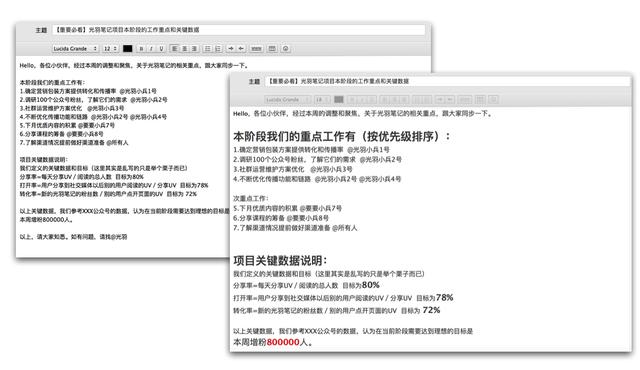 主题 【重要必看】光羽笔记项目本阶段的工作重点和关键数据
Lucida Grande 12 B I U
Hello，各位小伙伴，经过本周的调整和聚焦，关于光羽笔记的相关重点，跟大家同步一下。
本阶段我们的重点工作有：
1.确定营销包装方案提供转化和传播率 @光羽小兵1号
2.调研100个公众号粉丝，了解它们的需求 @光羽小兵2号
3.社群运营维护方案优化 @光羽小兵3号
4.不断优化传播功能和链路 @光羽小兵2号 @光羽小兵4号
5.下月优质内容的积累 @要要小兵7号
6.分享课程的筹备 @要要小兵8号
7.了解渠道情况提前做好渠道准备 @所有人
项目关键数据说明：
我们定义的关键数据和目标（这里其实是乱写的只是举个栗子而已）
分享率=每天分享UV / 阅读的总人数 目标为80%
打开率=用户分享到社交媒体以后别的用户阅读的UV / 分享UV 目标为78%
转化率=新的光羽笔记的粉丝数 / 别的用户点开页面的UV 目标为 72%
以上关键数据，我们参考XXX公众号的数据，认为在当前阶段需要达到理想的目标是
本周增粉800000人。
以上，请大家知悉。如有问题，请找@光羽
主题 【重要必看】光羽笔记项目本阶段的工作重点和关键数据
Lucida Grande 18 B I U
Hello，各位小伙伴，经过本周的调整和聚焦，关于光羽笔记的相关重点，跟大家同步一下。
本阶段我们的重点工作有（按优先级排序）：
1.确定营销包装方案提供转化和传播率 @光羽小兵1号
2.调研100个公众号粉丝，了解它们的需求 @光羽小兵2号
3.社群运营维护方案优化 @光羽小兵3号
4.不断优化传播功能和链路 @光羽小兵2号 @光羽小兵4号
次重点工作：
5.下月优质内容的积累 @要要小兵7号
6.分享课程的筹备 @要要小兵8号
7.了解渠道情况提前做好渠道准备 @所有人
项目关键数据说明：
我们定义的关键数据和目标（这里其实是乱写的只是举个栗子而已）
分享率=每天分享UV / 阅读的总人数 目标为80%
打开率=用户分享到社交媒体以后别的用户阅读的UV / 分享UV 目标为78%
转化率=新的光羽笔记的粉丝数 / 别的用户点开页面的UV 目标为 72%
以上关键数据，我们参考XXX公众号的数据，认为在当前阶段需要达到理想的目标是
本周增粉800000人。